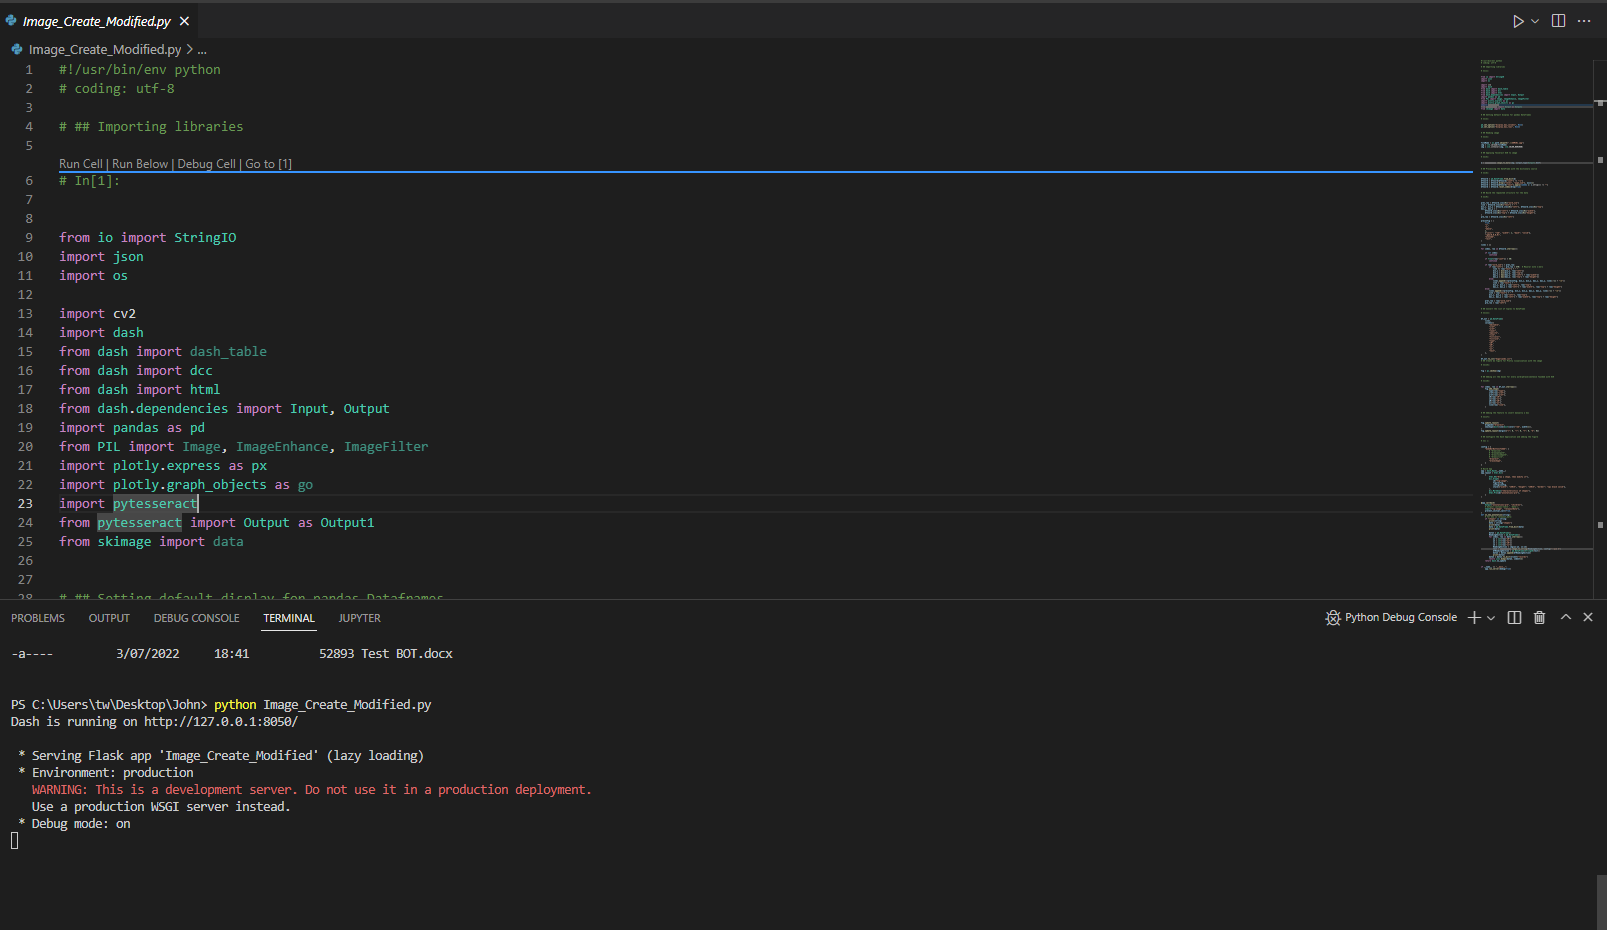 Image_Create_Modified.py
Image_Create_Modified.py > ...
1 #!/usr/bin/env python
2 # coding: utf-8
3
4 # ## Importing libraries
5
Run Cell | Run Below | Debug Cell | Go to [1]
6 # In[1]:
7
8
9 from io import StringIO
10 import json
11 import os
12
13 import cv2
14 import dash
15 from dash import dash_table
16 from dash import dcc
17 from dash import html
18 from dash.dependencies import Input, Output
19 import pandas as pd
20 from PIL import Image, ImageEnhance, ImageFilter
21 import plotly.express as px
22 import plotly.graph_objects as go
23 import pytesseract
24 from pytesseract import Output as Output1
25 from skimage import data
26
27
28 # ## Setting default display for pandas Dataframes
PROBLEMS OUTPUT DEBUG CONSOLE TERMINAL JUPYTER
Python Debug Console
-a---- 3/07/2022 18:41 52893 Test BOT.docx
PS C:\Users\tw\Desktop\John> python Image_Create_Modified.py
Dash is running on http://127.0.0.1:8050/
* Serving Flask app 'Image_Create_Modified' (lazy loading)
* Environment: production
WARNING: This is a development server. Do not use it in a production deployment.
Use a production WSGI server instead.
* Debug mode: on